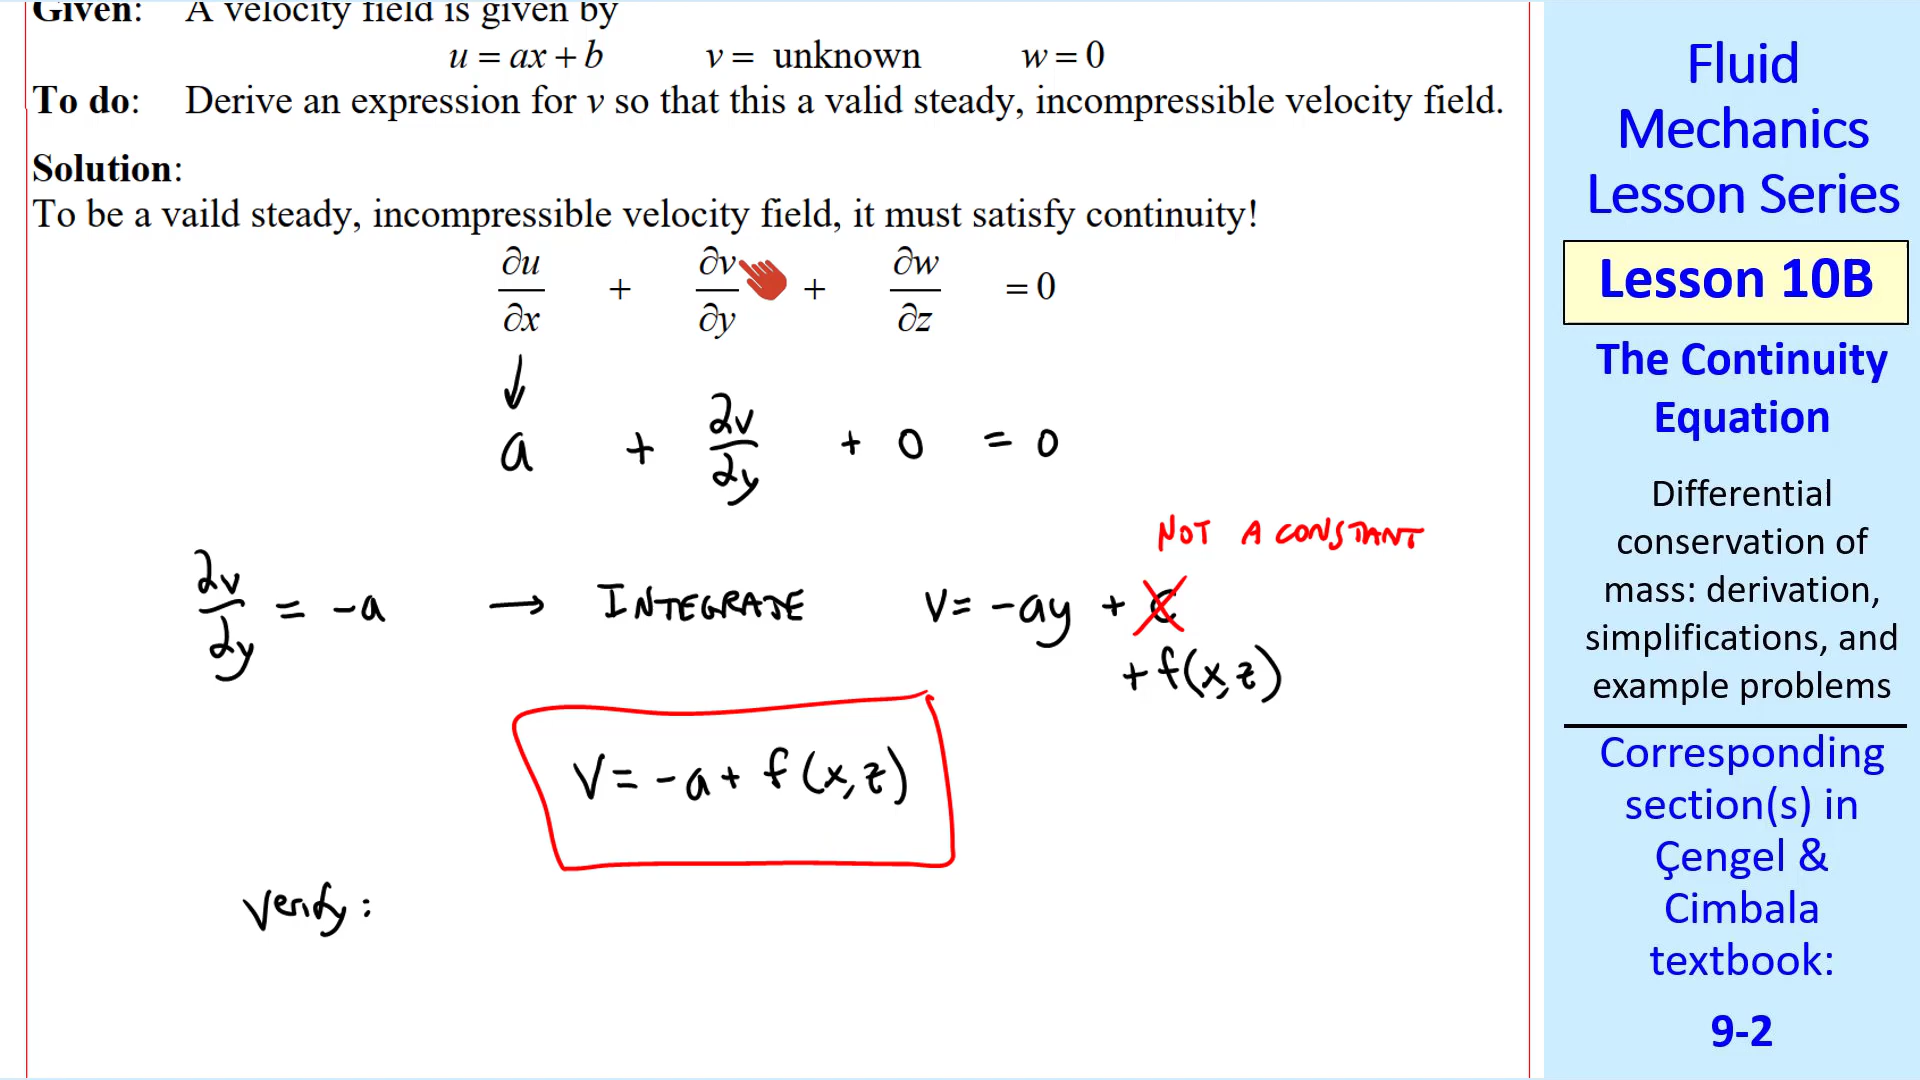 Given: A velocity field is given by
u = ax + b v = unknown w = 0
To do: Derive an expression for v so that this a valid steady, incompressible velocity field.
Solution:
To be a vaild steady, incompressible velocity field, it must satisfy continuity!
∂u/∂x + ∂v/∂y + ∂w/∂z = 0
↓
a + ∂v/∂y + 0 = 0
NOT A CONSTANT
∂v/∂y = -a → INTEGRATE V = -ay + C
+ f(x,z)
V = -a + f(x,z)
Verify:
Fluid
Mechanics
Lesson Series
Lesson 10B
The Continuity
Equation
Differential
conservation of
mass: derivation,
simplifications, and
example problems
Corresponding
section(s) in
Çengel &
Cimbala
textbook:
9-2